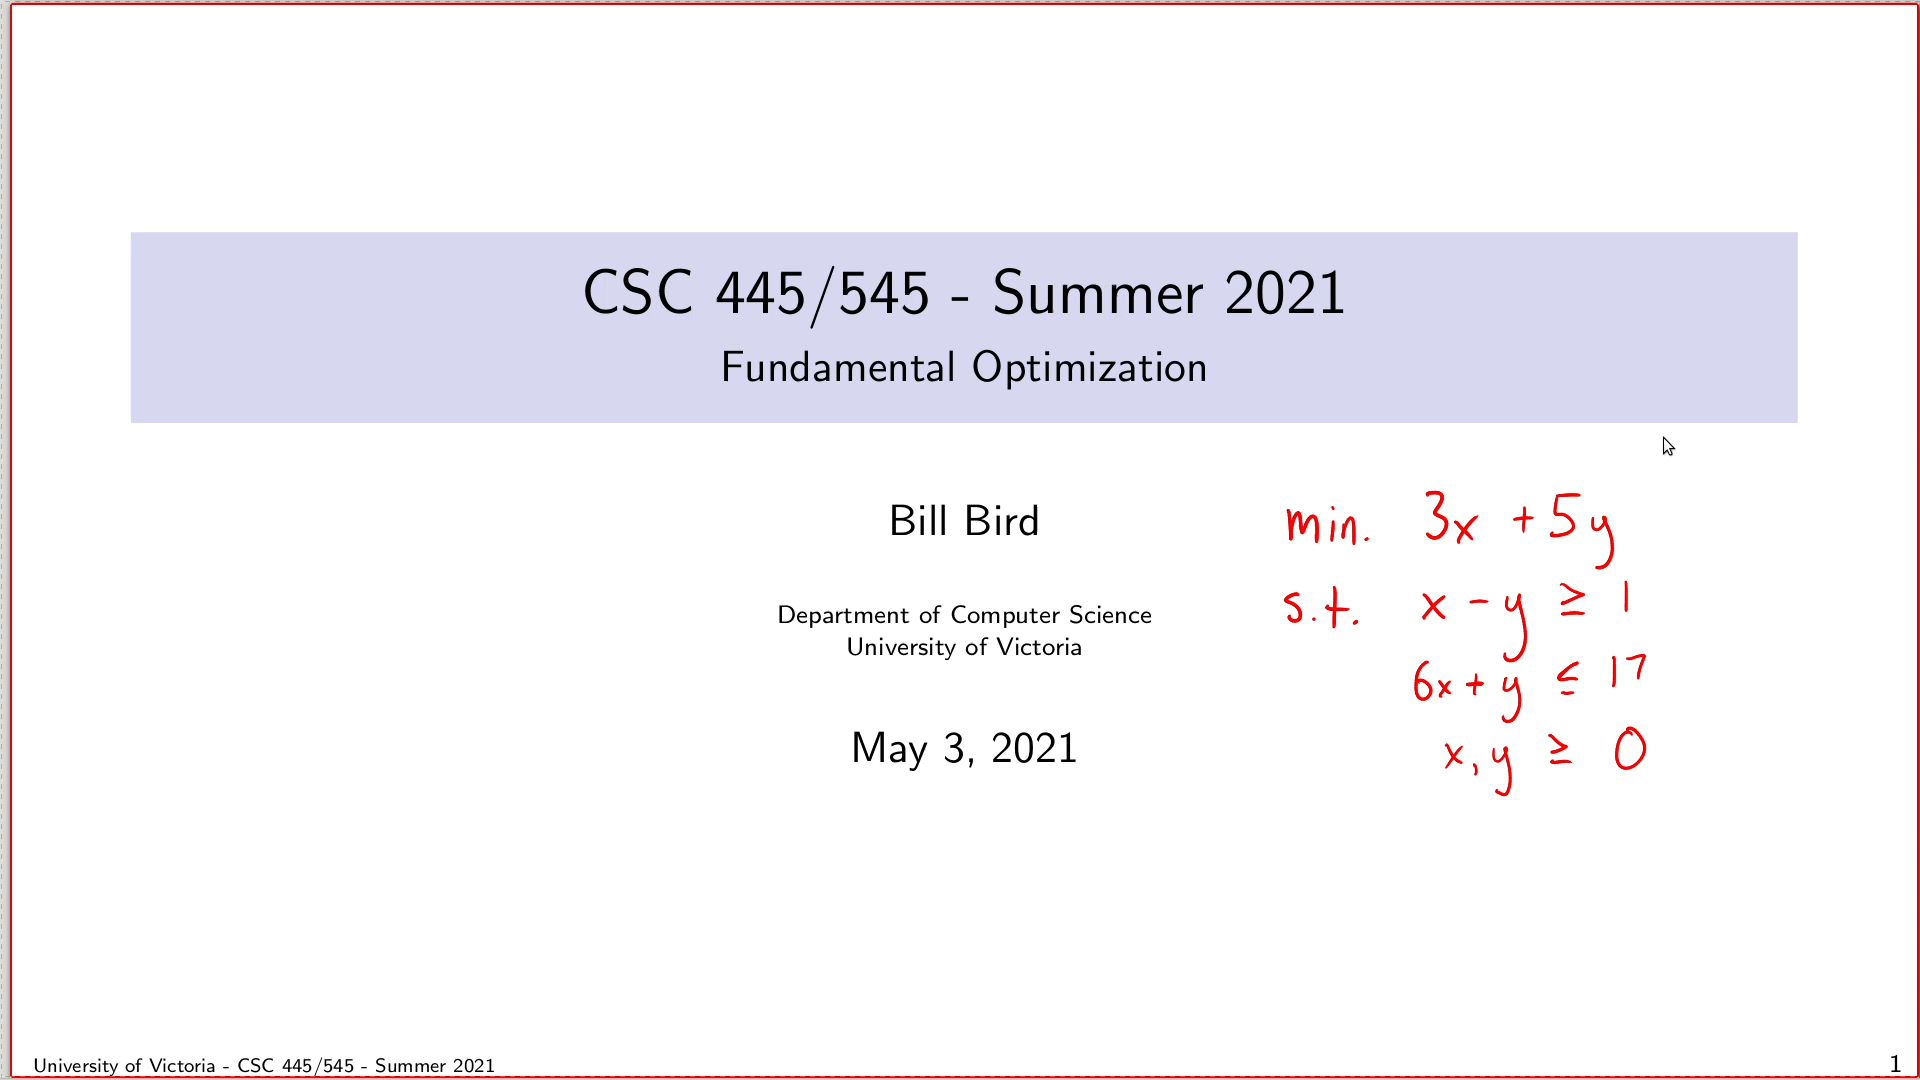 CSC 445/545 - Summer 2021
Fundamental Optimization
Bill Bird
Department of Computer Science
University of Victoria
May 3, 2021
min. 3x + 5y
s.t. x - y ≥ 1
6x + y ≤ 17
x, y ≥ 0
University of Victoria - CSC 445/545 - Summer 2021
1